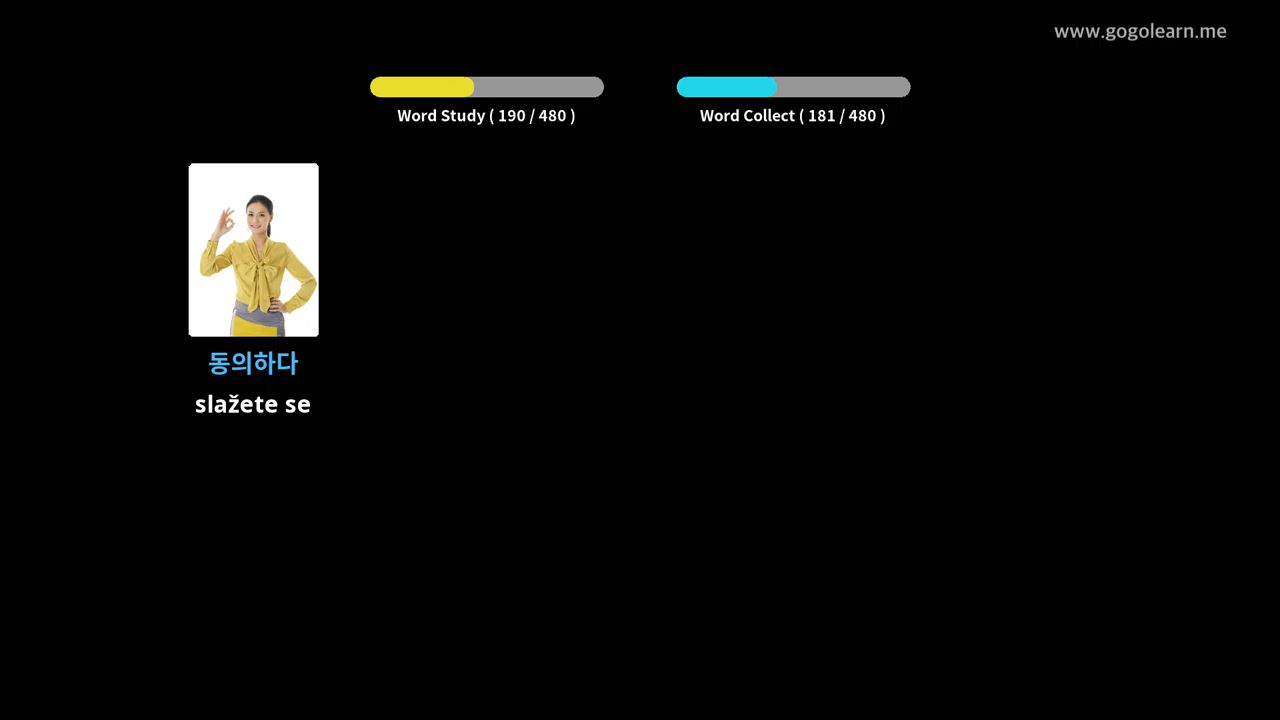 www.gogolearn.me
Word Study ( 190 / 480 )
Word Collect ( 181 / 480 )
동의하다
slažete se